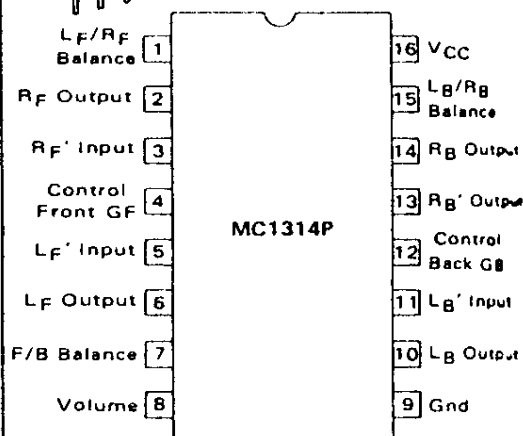 LF/RF
Balance 1
RF Output 2
RF' Input 3
Control
Front GF 4
LF' Input 5
LF Output 6
F/B Balance 7
Volume 8
MC1314P
16 VCC
15 LB/RB
Balance
14 RB Output
13 RB' Output
12 Control
Back GB
11 LB' Input
10 LB Output
9 Gnd